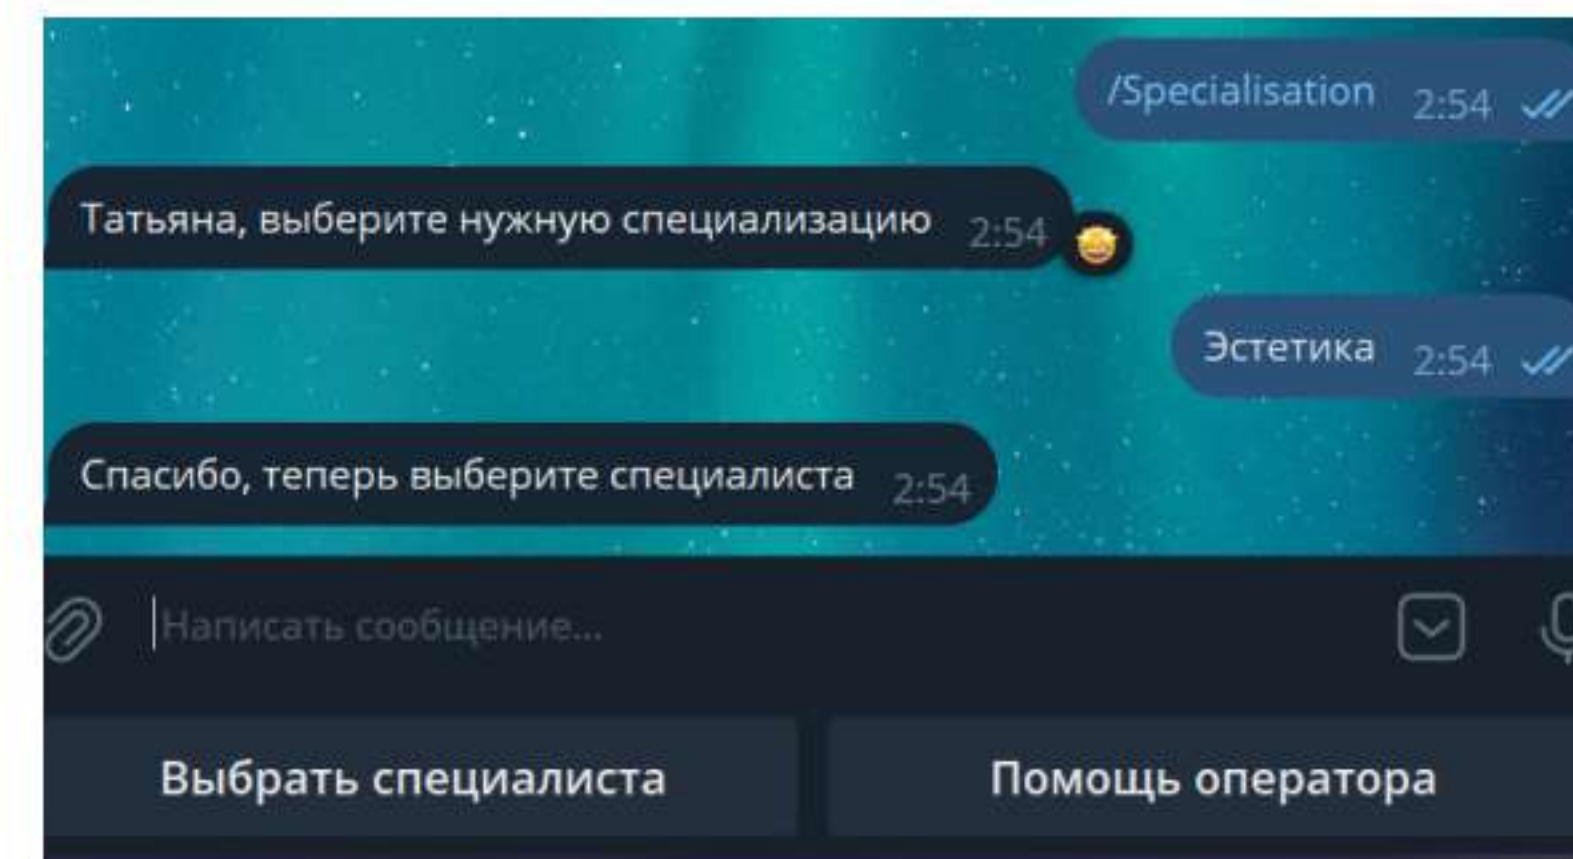 /Specialisation 2:54
Татьяна, выберите нужную специализацию 2:54
Эстетика 2:54
Спасибо, теперь выберите специалиста 2:54
Написать сообщение...
Выбрать специалиста Помощь оператора